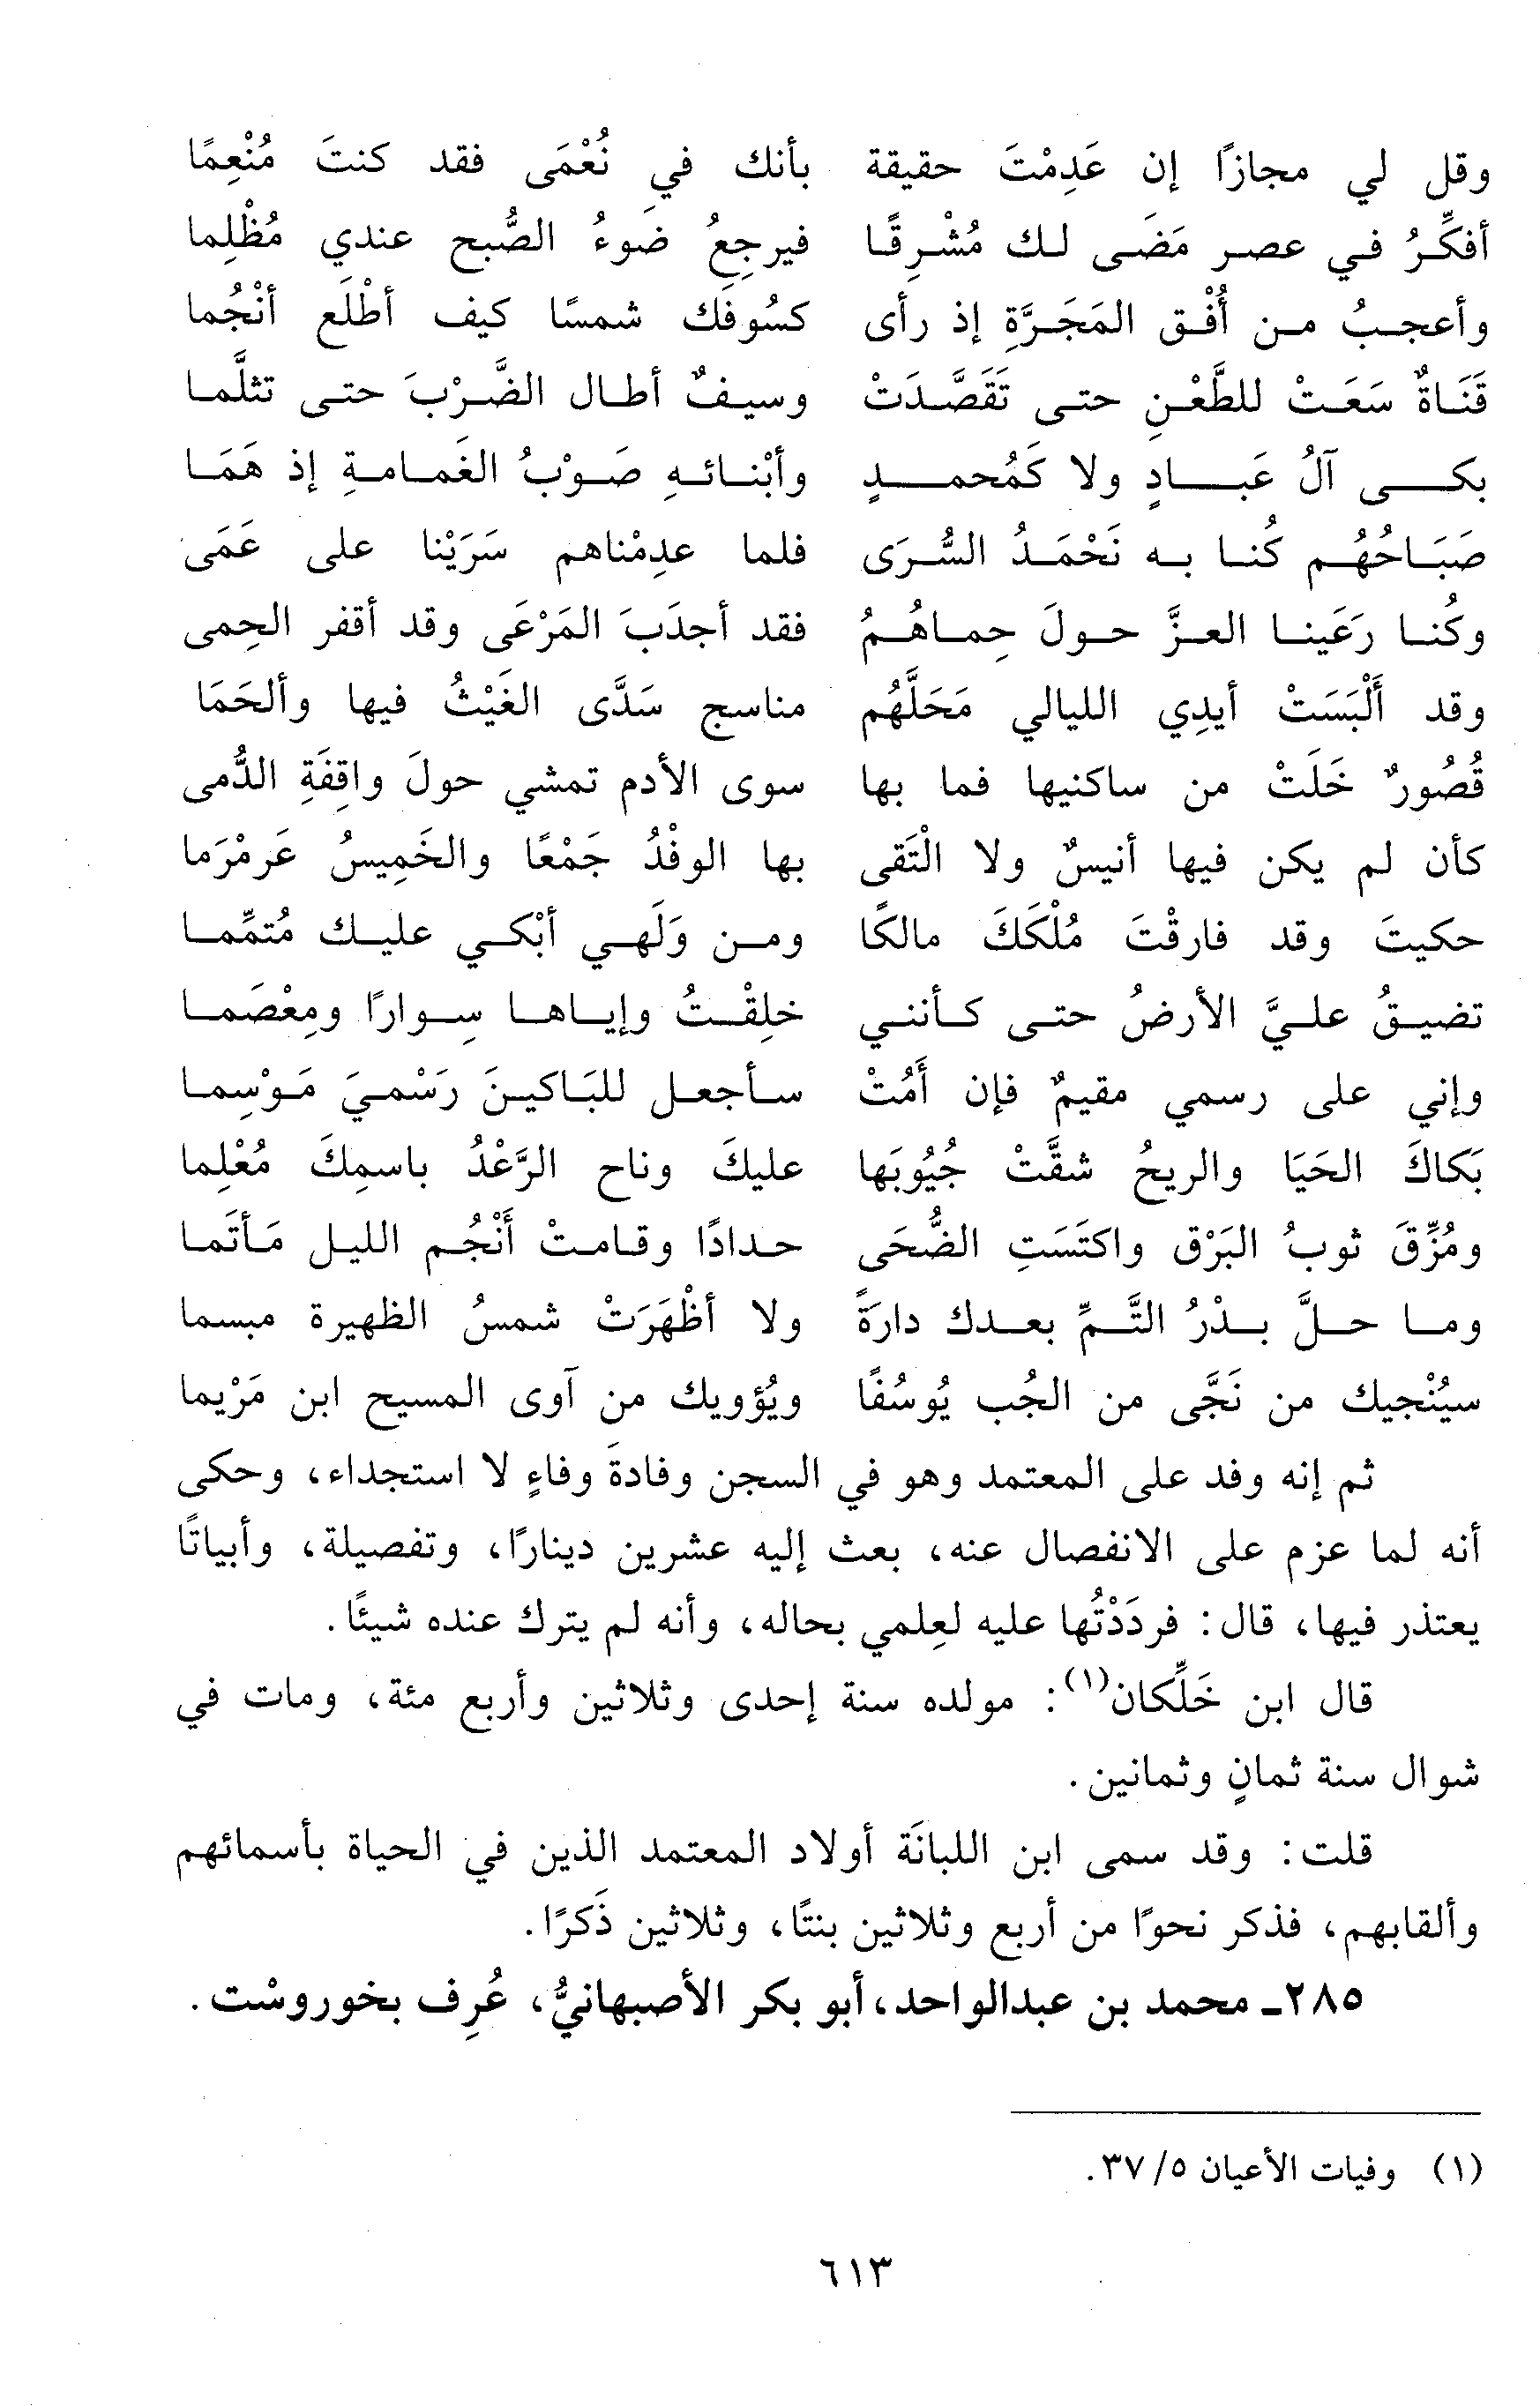 وقل لي مجازًا إن عَدِمْتَ حقيقة بأنك في نُعْمَى فقد كنتَ مُنْعِمًا
أفكِّرُ في عصر مَضَى لك مُشْرِقًا فيرجِعُ ضَوءُ الصُّبح عندي مُظْلِما
وأعجبُ من أُفْق المَجَرَّةِ إذ رأى كسُوفَك شمسًا كيف أطْلَع أنْجُما
قَنَاةٌ سَعَتْ للطَّعْنِ حتى تَقَصَّدَتْ وسيفٌ أطال الضَّرْبَ حتى تثلَّما
بكى آلُ عَبادٍ ولا كَمُحمدٍ وأبْنائهِ صَوْبُ الغَمامةِ إذ هَمَا
صَبَاحُهُم كُنا به نَحْمَدُ السُّرَى فلما عدِمْناهم سَرَيْنا على عَمَى
وكُنا رَعَينا العزَّ حولَ حِماهُمُ فقد أجدَبَ المَرْعَى وقد أقفر الحِمى
وقد أَلْبَسَتْ أيدِي الليالي مَحَلَّهُم مناسج سَدَّى الغَيْثُ فيها وألحَمَا
قُصُورٌ خَلَتْ من ساكنيها فما بها سوى الأدم تمشي حولَ واقِفَةِ الدُّمى
كأن لم يكن فيها أنيسٌ ولا الْتَقى بها الوفْدُ جَمْعًا والخَمِيسُ عَرمْرَما
حكيتَ وقد فارقْتَ مُلْكَكَ مالكًا ومن وَلَهي أبْكي عليك مُتمِّما
تضيقُ عليَّ الأرضُ حتى كأنني خلِقْتُ وإياها سِوارًا ومِعْصَما
وإني على رسمي مقيمٌ فإن أَمُتْ سأجعل للبَاكينَ رَسْميَ مَوْسِما
بَكاكَ الحَيَا والريحُ شقَّتْ جُيُوبَها عليكَ وناح الرَّعْدُ باسمِكَ مُعْلِما
ومُزِّقَ ثوبُ البَرْق واكتَسَتِ الضُّحَى حدادًا وقامتْ أَنْجُم الليل مَأتَما
وما حلَّ بدْرُ التَّمِّ بعدك دارَةً ولا أظْهَرَتْ شمسُ الظهيرة مبسما
سيُنْجيك من نَجَّى من الجُب يُوسُفًا ويُؤويك من آوى المسيح ابن مَرْيما
ثم إنه وفد على المعتمد وهو في السجن وفادةَ وفاءٍ لا استجداء، وحكى
أنه لما عزم على الانفصال عنه، بعث إليه عشرين دينارًا، وتفصيلة، وأبياتًا
يعتذر فيها، قال: فردَدْتُها عليه لعِلمي بحاله، وأنه لم يترك عنده شيئًا.
قال ابن خَلِّكان(١): مولده سنة إحدى وثلاثين وأربع مئة، ومات في
شوال سنة ثمانٍ وثمانين.
قلت: وقد سمى ابن اللبانَة أولاد المعتمد الذين في الحياة بأسمائهم
وألقابهم، فذكر نحوًا من أربع وثلاثين بنتًا، وثلاثين ذَكرًا.
٢٨٥ـ محمد بن عبدالواحد، أبو بكر الأصبهانيُّ، عُرِف بخوروسْت.
(١) وفيات الأعيان ٥/ ٣٧.
٦١٣